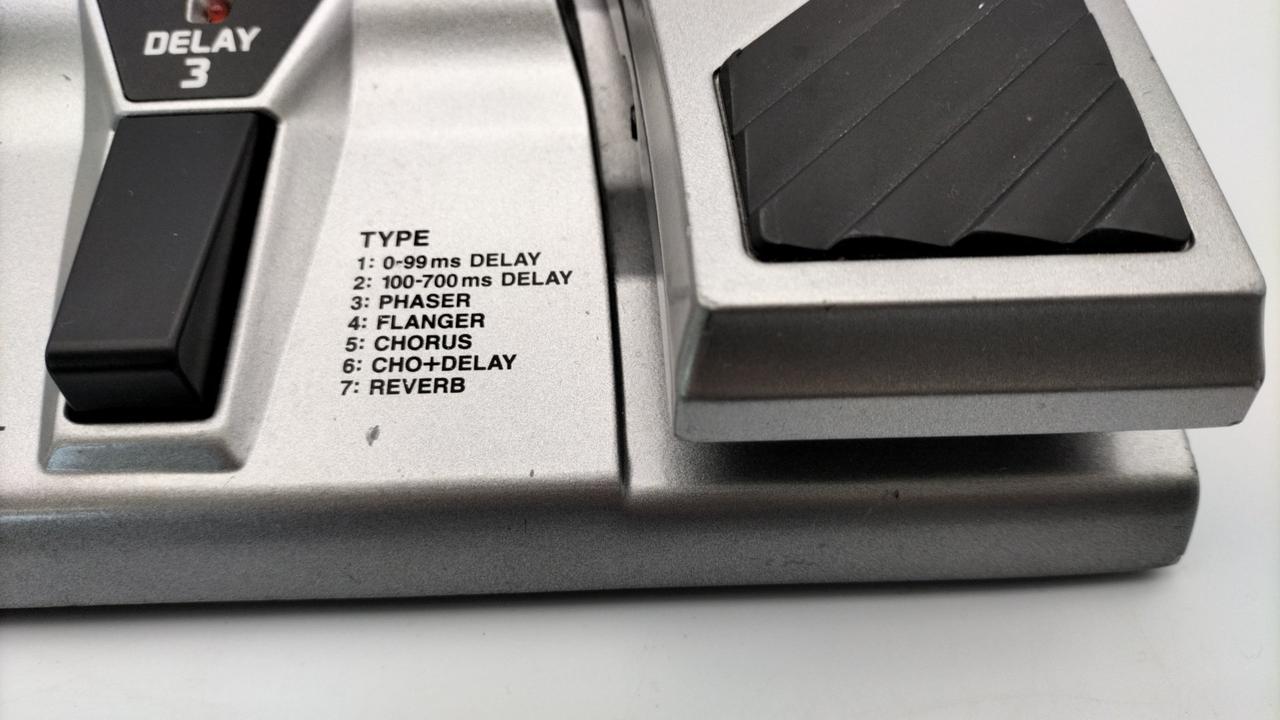 DELAY
3
TYPE
1: 0-99ms DELAY
2: 100-700ms DELAY
3: PHASER
4: FLANGER
5: CHORUS
6: CHO+DELAY
7: REVERB